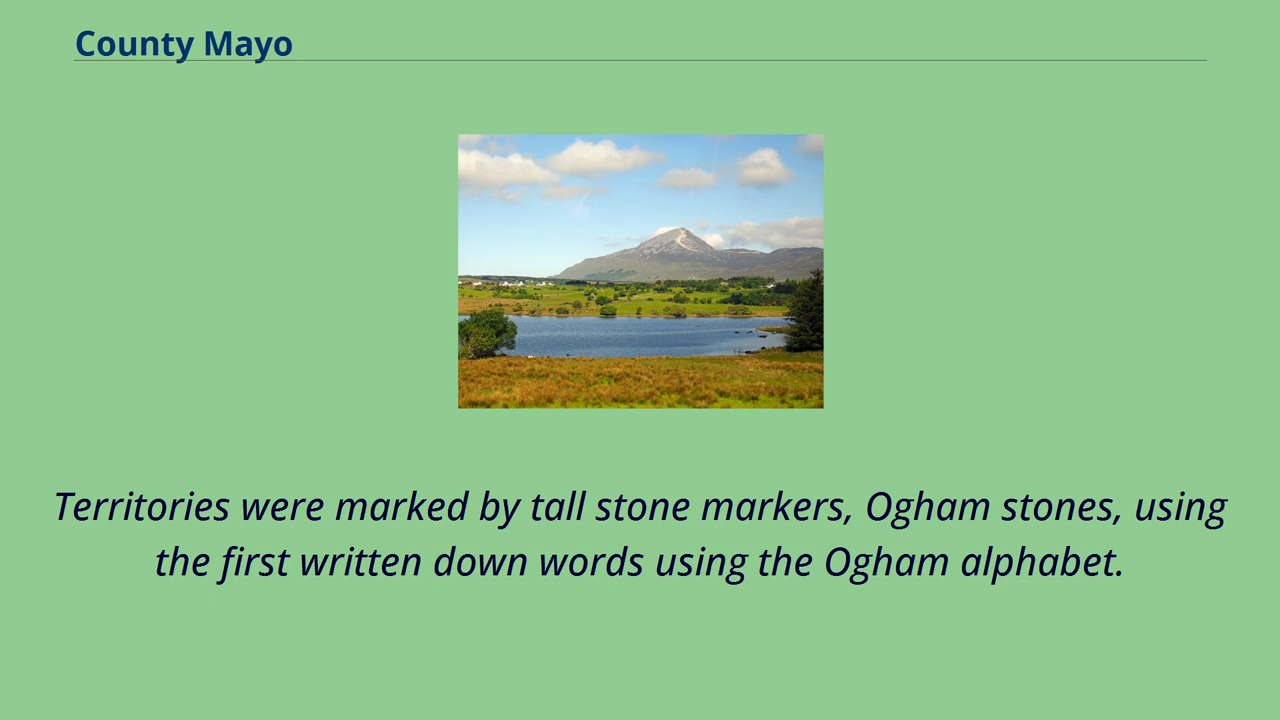 County Mayo
Territories were marked by tall stone markers, Ogham stones, using
the first written down words using the Ogham alphabet.